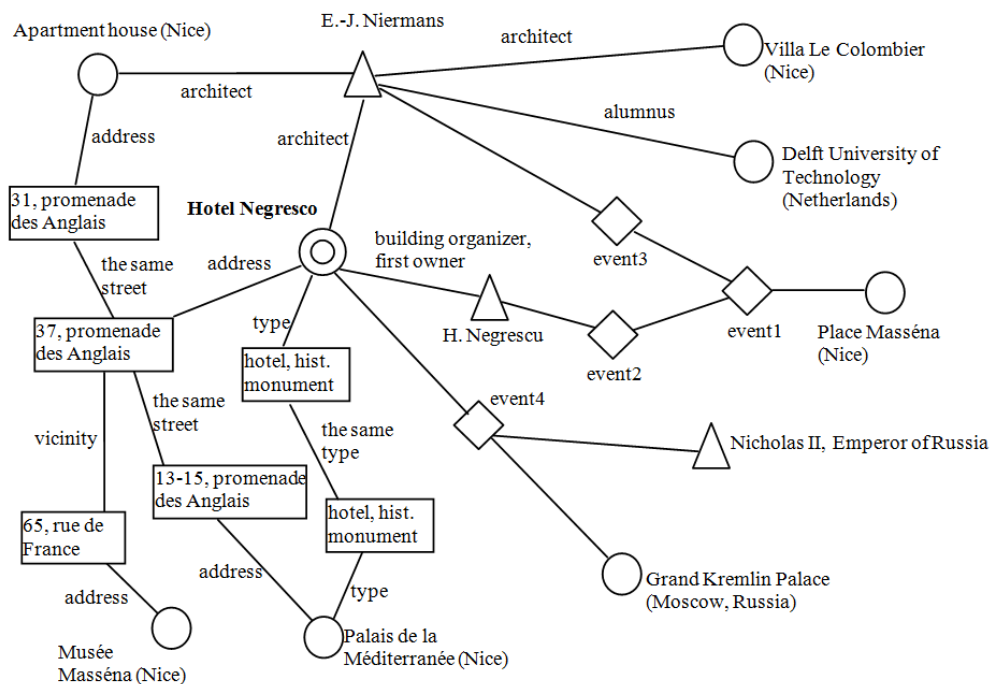 E.-J. Niermans
Apartment house (Nice)
architect
Villa Le Colombier
(Nice)
architect
alumnus
address
architect
Delft University of
Technology
(Netherlands)
31, promenade
des Anglais
Hotel Negresco
building organizer,
first owner
the same
street
address
event3
event1
Place Masséna
(Nice)
37, promenade
des Anglais
type
H. Negrescu
event2
hotel, hist.
monument
event4
vicinity
the same
street
the same
type
Nicholas II, Emperor of Russia
13-15, promenade
des Anglais
65, rue de
France
hotel, hist.
monument
address
address
type
Grand Kremlin Palace
(Moscow, Russia)
Musée
Masséna (Nice)
Palais de la
Méditerranée (Nice)